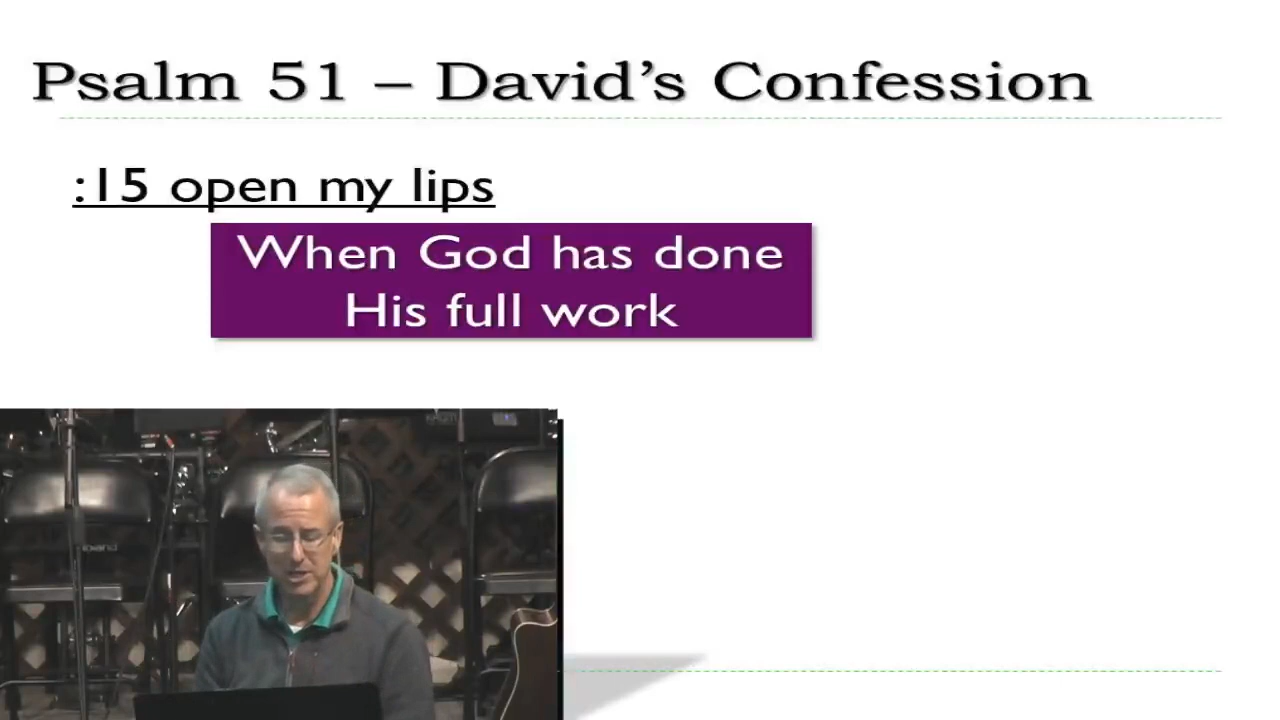 Psalm 51 – David’s Confession
:15 open my lips
When God has done
His full work